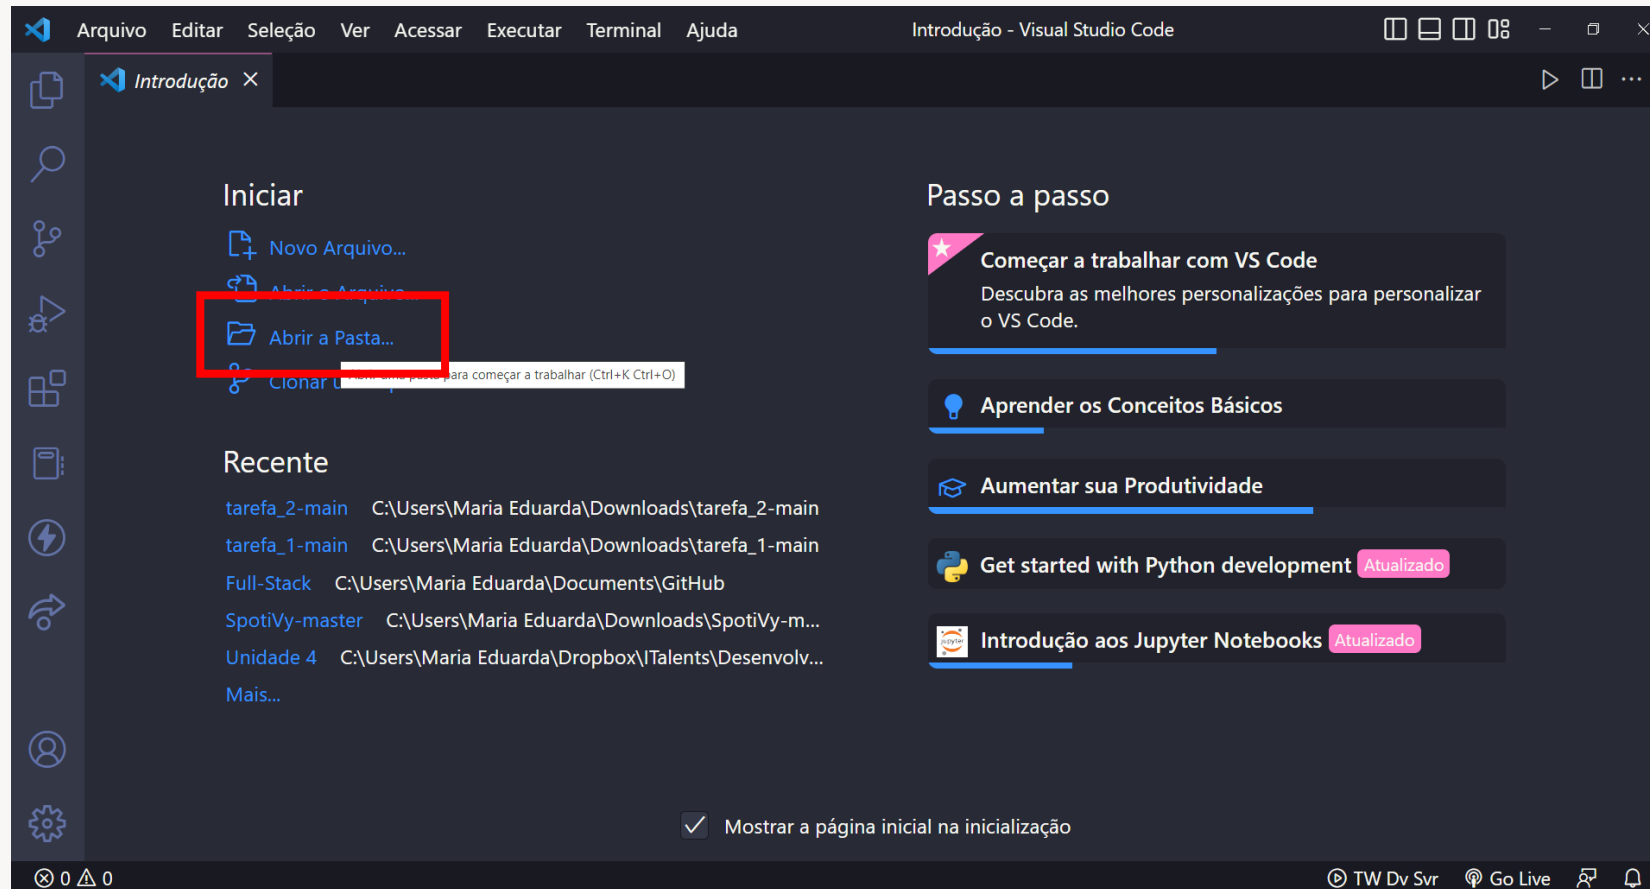 Arquivo Editar Seleção Ver Acessar Executar Terminal Ajuda Introdução - Visual Studio Code
Introdução
Iniciar
Novo Arquivo...
Abrir o Arquivo...
Abrir a Pasta...
Clonar
para começar a trabalhar (Ctrl+K Ctrl+O)
Recente
tarefa_2-main C:\Users\Maria Eduarda\Downloads\tarefa_2-main
tarefa_1-main C:\Users\Maria Eduarda\Downloads\tarefa_1-main
Full-Stack C:\Users\Maria Eduarda\Documents\GitHub
SpotiVy-master C:\Users\Maria Eduarda\Downloads\SpotiVy-m...
Unidade 4 C:\Users\Maria Eduarda\Dropbox\ITalents\Desenvolv...
Mais...
Passo a passo
Começar a trabalhar com VS Code
Descubra as melhores personalizações para personalizar
o VS Code.
Aprender os Conceitos Básicos
Aumentar sua Produtividade
Get started with Python development Atualizado
jupyter
Introdução aos Jupyter Notebooks Atualizado
Mostrar a página inicial na inicialização
0 0 TW Dv Svr Go Live